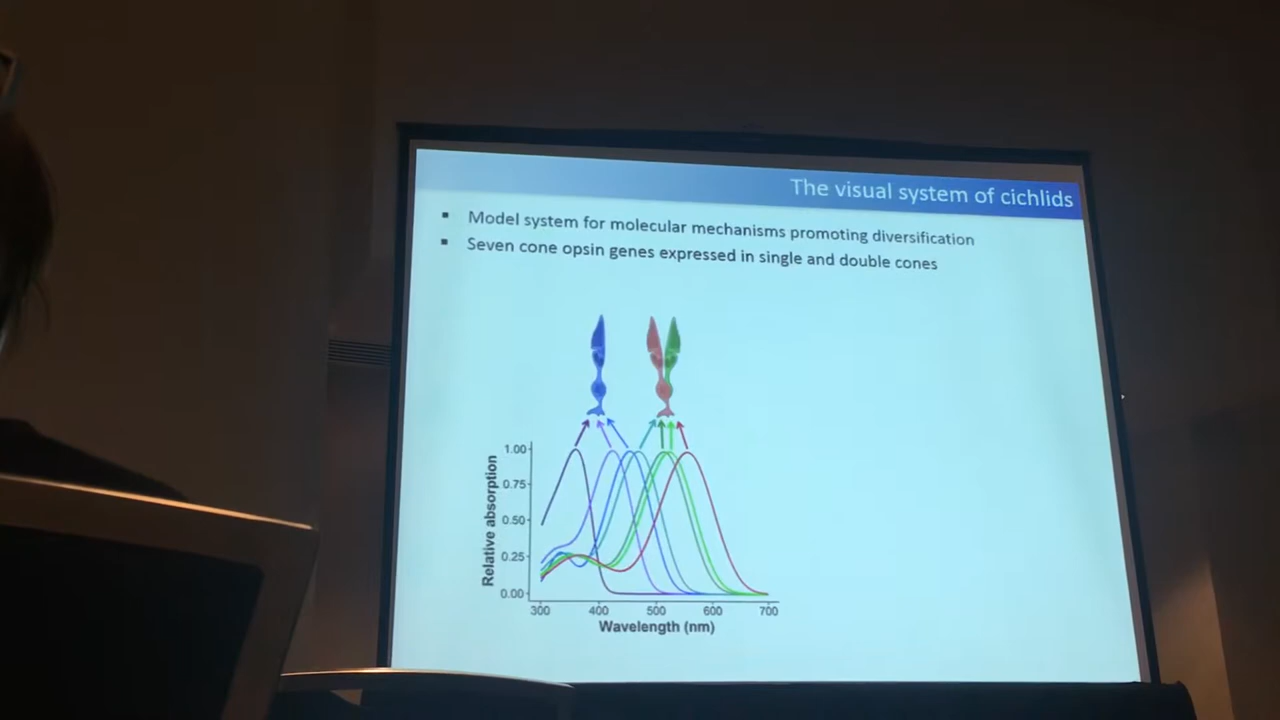 The visual system of cichlids
▪ Model system for molecular mechanisms promoting diversification
▪ Seven cone opsin genes expressed in single and double cones
Relative absorption
1.00
0.75
0.50
0.25
0.00
300 400 500 600 700
Wavelength (nm)